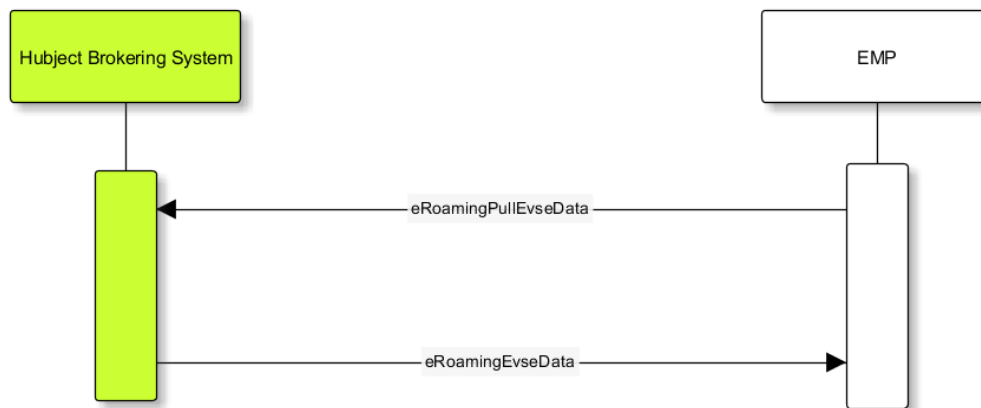 Hubject Brokering System
EMP
eRoamingPullEvseData
eRoamingEvseData